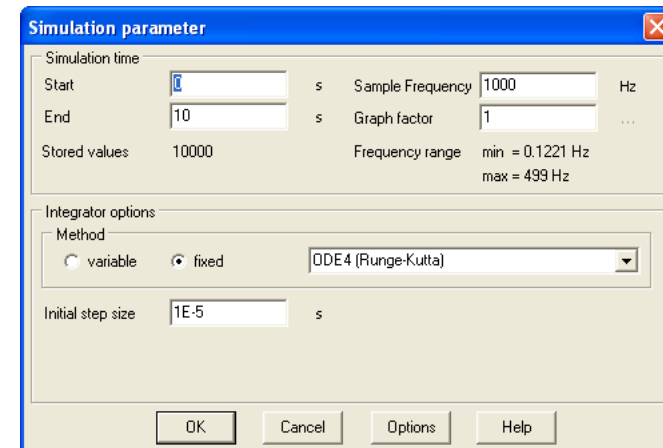 Simulation parameter
Simulation time
Start 0 s Sample Frequency 1000 Hz
End 10 s Graph factor 1 ...
Stored values 10000 Frequency range min = 0.1221 Hz
max = 499 Hz
Integrator options
Method
variable fixed ODE4 (Runge-Kutta)
Initial step size 1E-5 s
OK Cancel Options Help